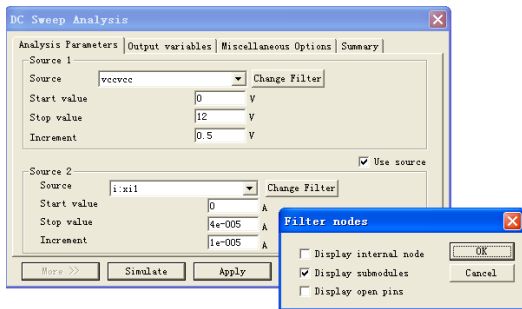 DC Sweep Analysis
Analysis Parameters Output variables Miscellaneous Options Summary
Source 1
Source vccvcc Change Filter
Start value 0 V
Stop value 12 V
Increment 0.5 V
Use source
Source 2
Source i:xi1 Change Filter
Start value 0 A
Stop value 4e-005 A
Increment 1e-005 A
More >> Simulate Apply
Filter nodes
Display internal node OK
Display submodules Cancel
Display open pins